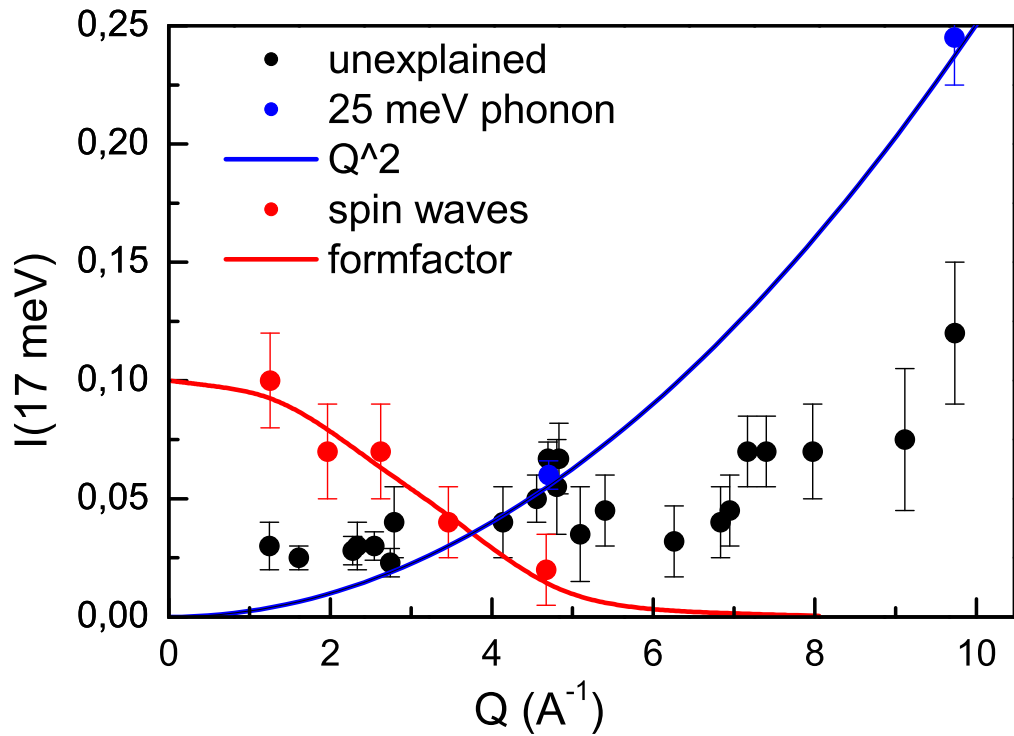 0,25
0,20
0,15
0,10
0,05
0,00
I(17 meV)
unexplained
25 meV phonon
Q^2
spin waves
formfactor
0 2 4 6 8 10
Q (A⁻¹)